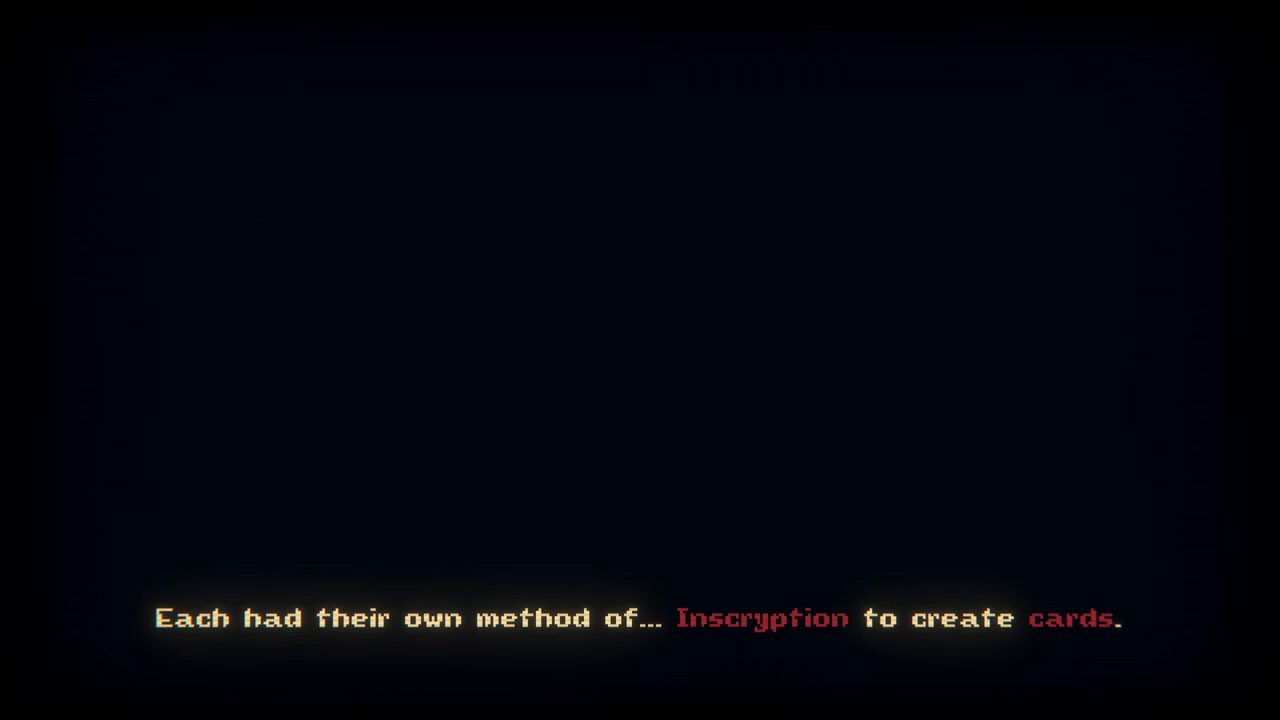 Each had their own method of... Inscryption to create cards.